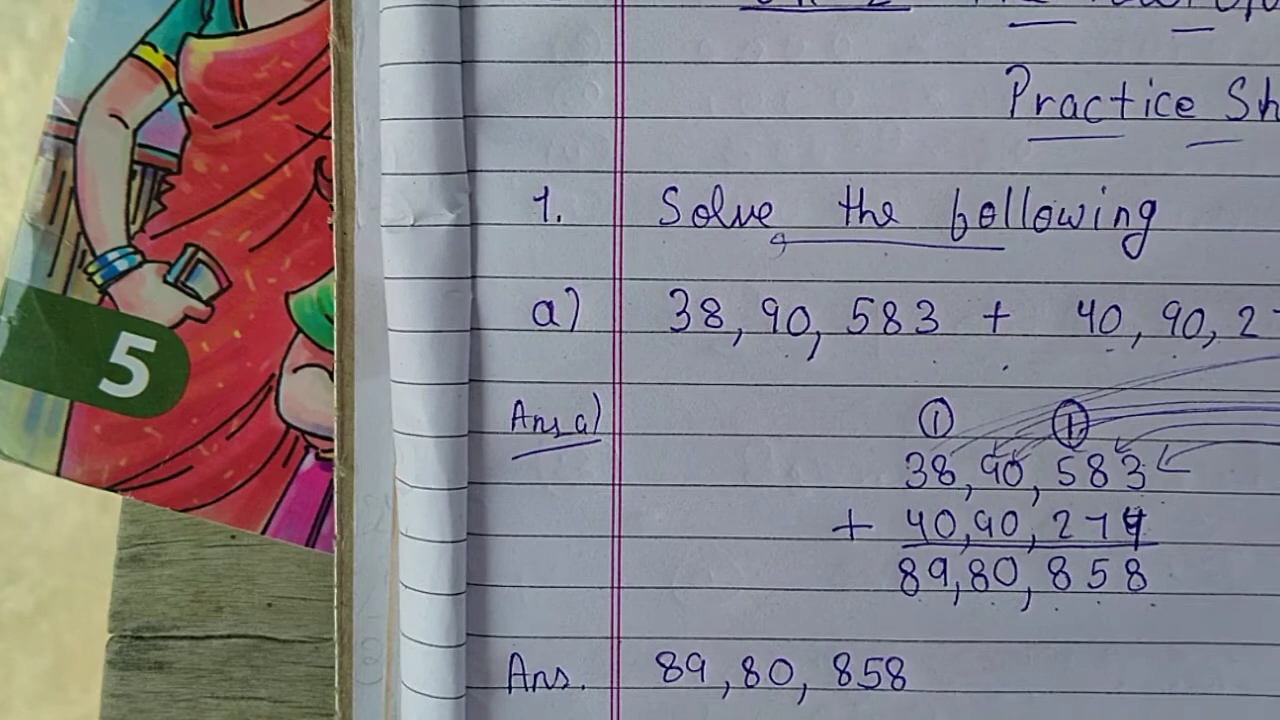 Practice Sh
1. Solve the following
a) 38,90,583 + 40,90,2
Ans a)
1 1
38,90,583
+ 40,90,274
89,80,858
Ans. 89,80,858
5